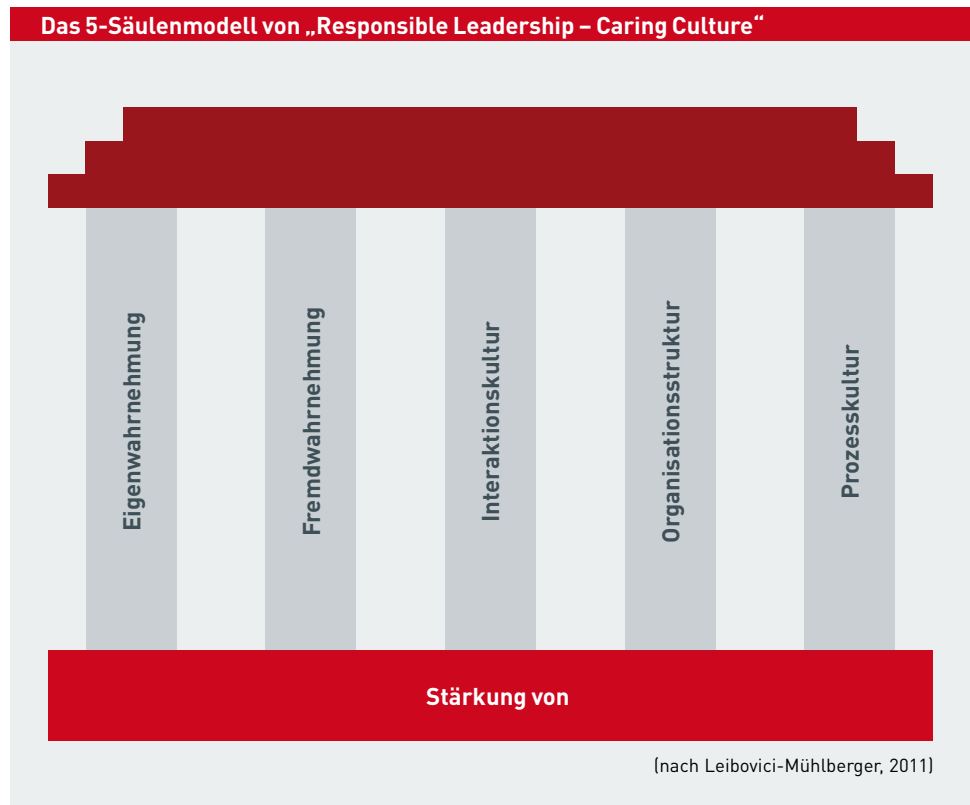 Das 5-Säulenmodell von „Responsible Leadership – Caring Culture“
Eigenwahrnehmung
Fremdwahrnehmung
Interaktionskultur
Organisationsstruktur
Prozesskultur
Stärkung von
(nach Leibovici-Mühlberger, 2011)